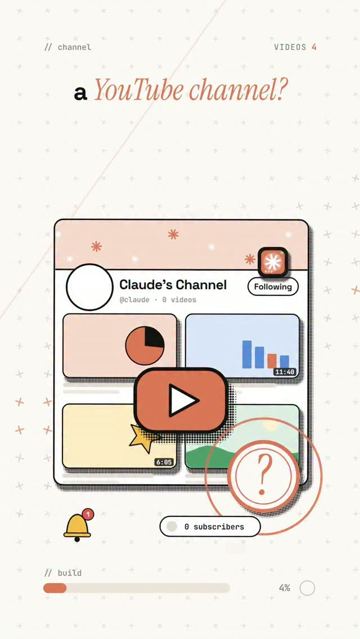 // channel
VIDEOS 4
a YouTube channel?
Claude's Channel
Following
@claude · 0 videos
11:40
6:05
?
1
0 subscribers
// build
4%